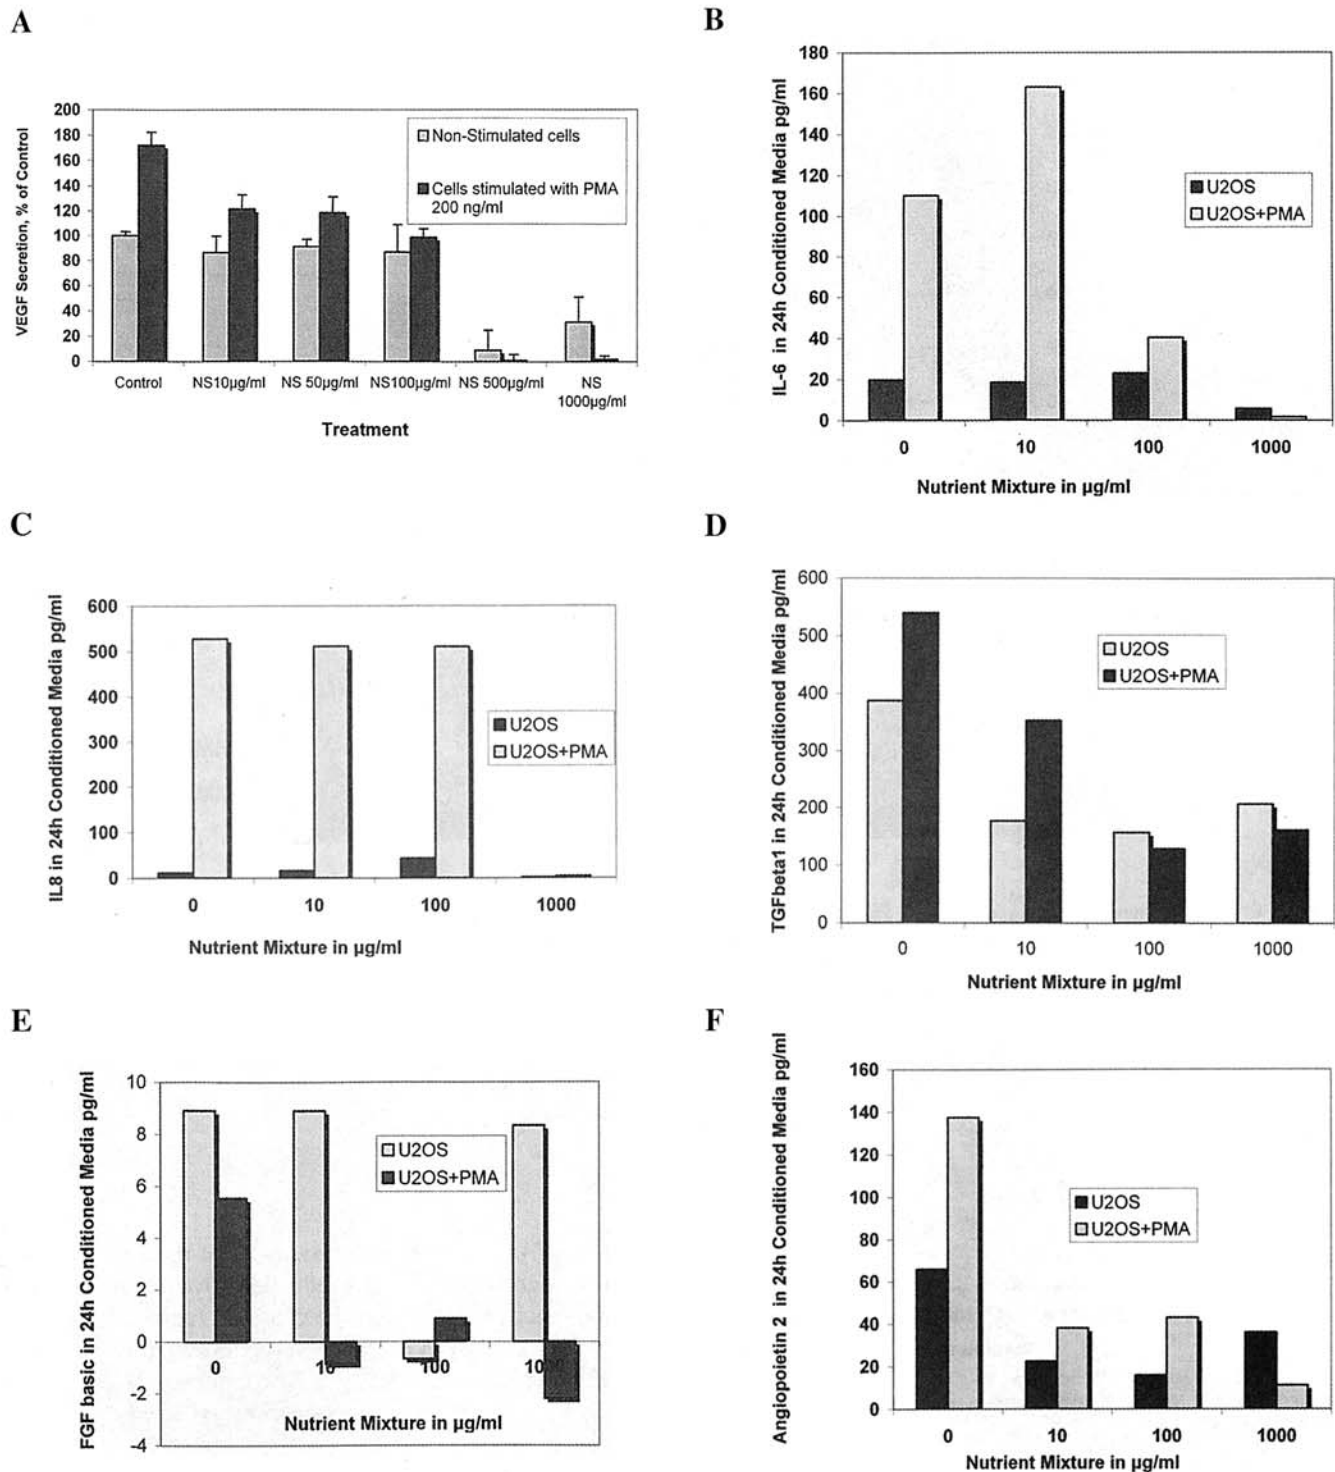 A
VEGF Secretion, % of Control
200
180
160
140
120
100
80
60
40
20
0
Non-Stimulated cells
Cells stimulated with PMA
200 ng/ml
Control
NS10µg/ml
NS 50µg/ml
NS100µg/ml
NS 500µg/ml
NS
1000µg/ml
Treatment
B
IL-6 in 24h Conditioned Media pg/ml
180
160
140
120
100
80
60
40
20
0
U2OS
U2OS+PMA
0
10
100
1000
Nutrient Mixture in µg/ml
C
IL8 in 24h Conditioned Media pg/ml
600
500
400
300
200
100
0
U2OS
U2OS+PMA
0
10
100
1000
Nutrient Mixture in µg/ml
D
TGFbeta1 in 24h Conditioned Media pg/ml
600
500
400
300
200
100
0
U2OS
U2OS+PMA
0
10
100
1000
Nutrient Mixture in µg/ml
E
FGF basic in 24h Conditioned Media pg/ml
10
8
6
4
2
0
-2
-4
U2OS
U2OS+PMA
0
10
100
1000
Nutrient Mixture in µg/ml
F
Angiopoietin 2 in 24h Conditioned Media pg/ml
160
140
120
100
80
60
40
20
0
U2OS
U2OS+PMA
0
10
100
1000
Nutrient Mixture in µg/ml